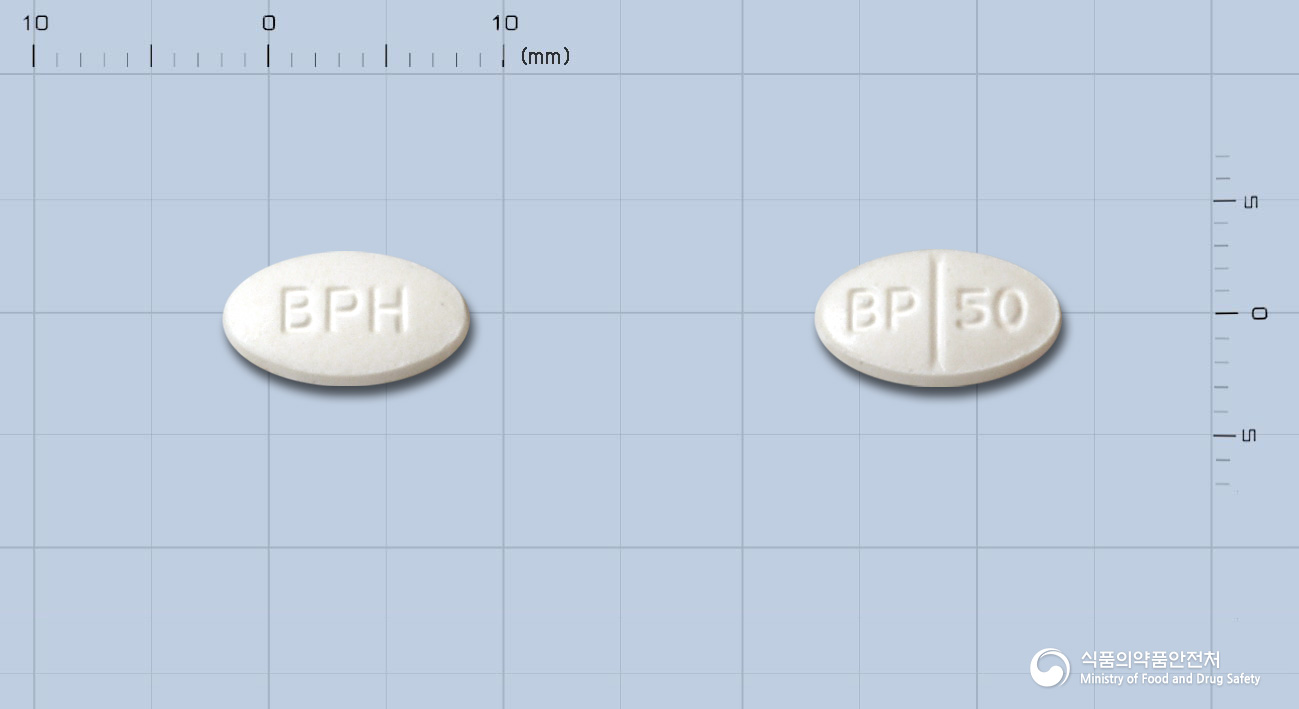 10 0 10
(mm)
BPH
BP 50
5
0
5
식품의약품안전처
Ministry of Food and Drug Safety